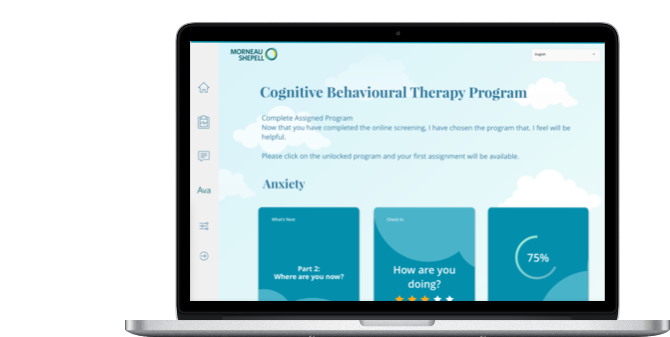 MORNEAU
SHEPELL
English
Cognitive Behavioural Therapy Program
Complete Assigned Program
Now that you have completed the online screening, I have chosen the program that, I feel will be
helpful.
Please click on the unlocked program and your first assignment will be available.
Ava
Anxiety
What's Next
Part 2:
Where are you now?
Check in
How are you
doing?
75%